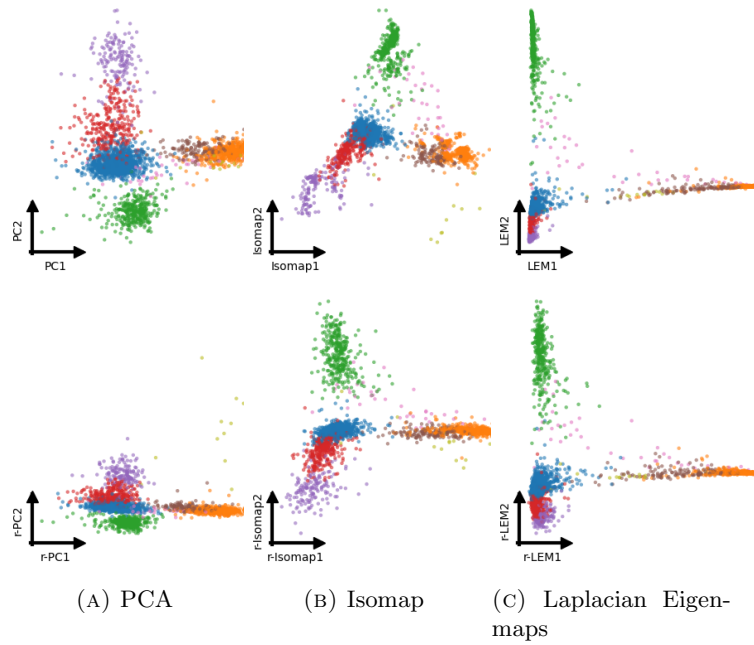 PC2
PC1
Isomap2
Isomap1
LEM2
LEM1
r-PC2
r-PC1
r-Isomap2
r-Isomap1
r-LEM2
r-LEM1
(A) PCA
(B) Isomap
(C) Laplacian Eigen-
maps